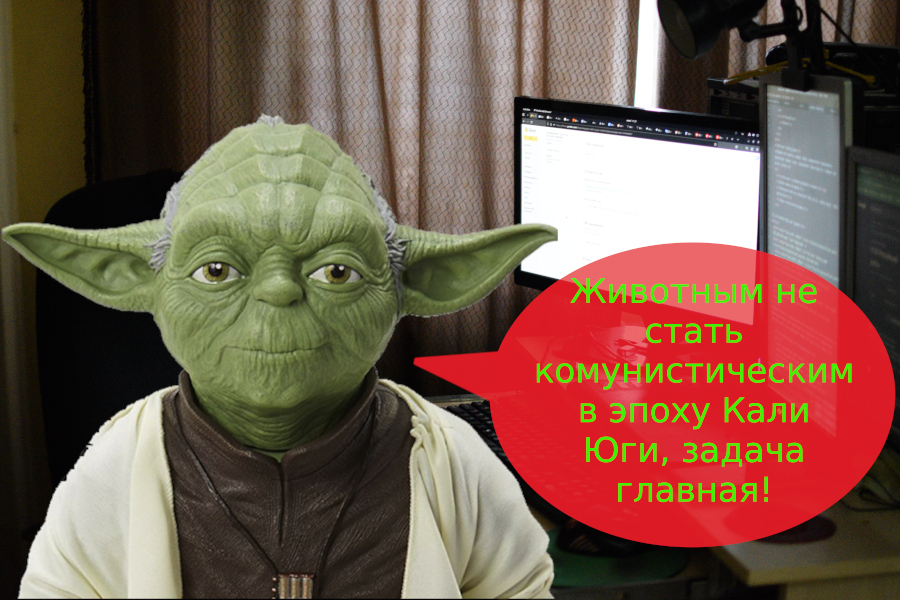 Животным не
стать
комунистическим
в эпоху Кали
Юги, задача
главная!